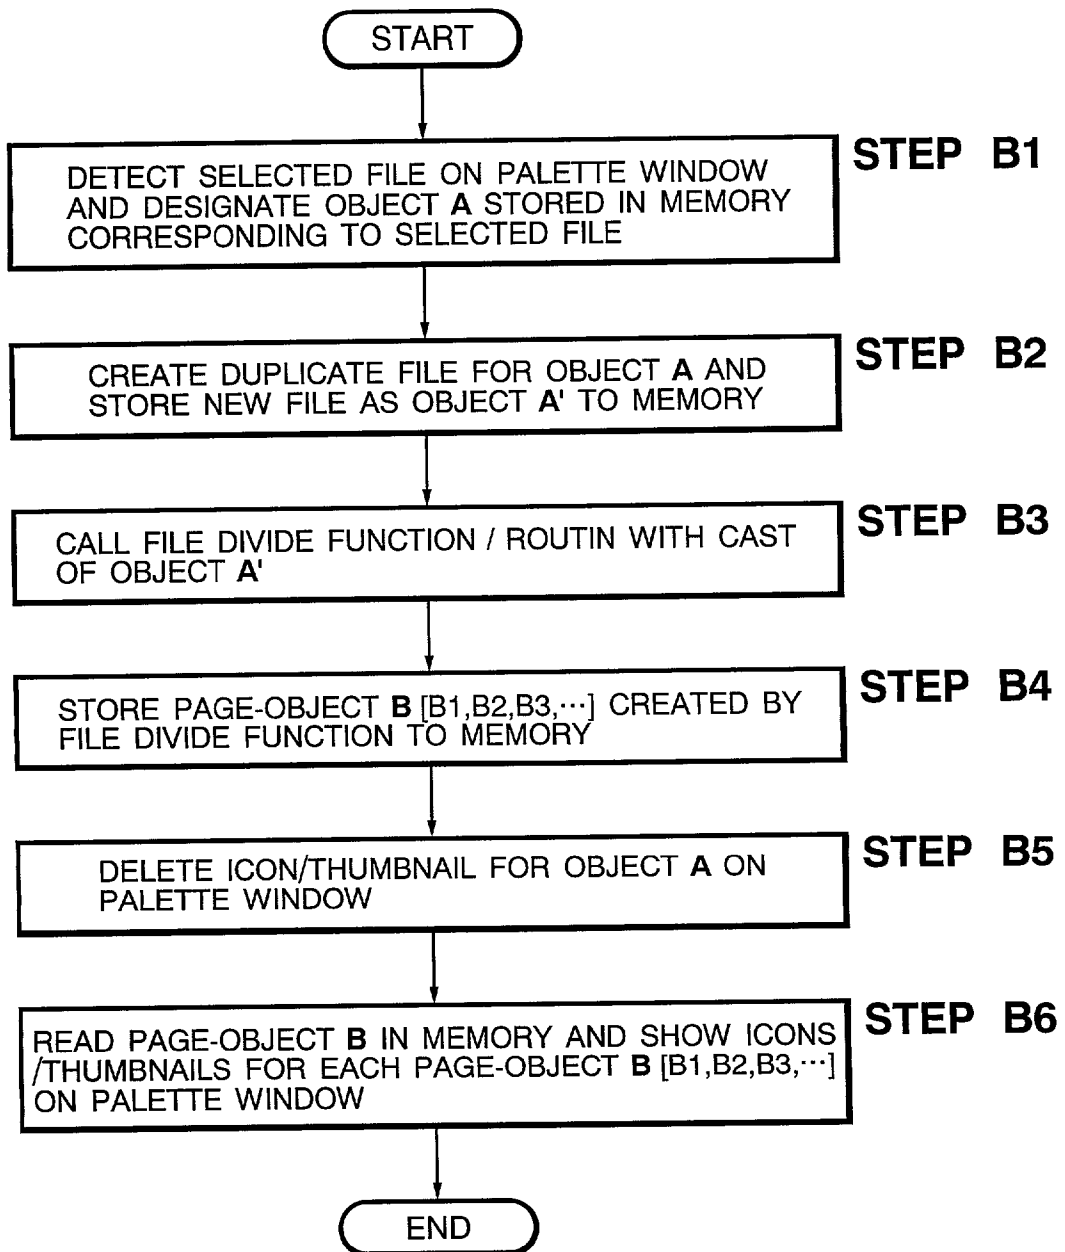 START
STEP B1
DETECT SELECTED FILE ON PALETTE WINDOW
AND DESIGNATE OBJECT A STORED IN MEMORY
CORRESPONDING TO SELECTED FILE
STEP B2
CREATE DUPLICATE FILE FOR OBJECT A AND
STORE NEW FILE AS OBJECT A' TO MEMORY
STEP B3
CALL FILE DIVIDE FUNCTION / ROUTIN WITH CAST
OF OBJECT A'
STEP B4
STORE PAGE-OBJECT B [B1,B2,B3,···] CREATED BY
FILE DIVIDE FUNCTION TO MEMORY
STEP B5
DELETE ICON/THUMBNAIL FOR OBJECT A ON
PALETTE WINDOW
STEP B6
READ PAGE-OBJECT B IN MEMORY AND SHOW ICONS
/THUMBNAILS FOR EACH PAGE-OBJECT B [B1,B2,B3,···]
ON PALETTE WINDOW
END